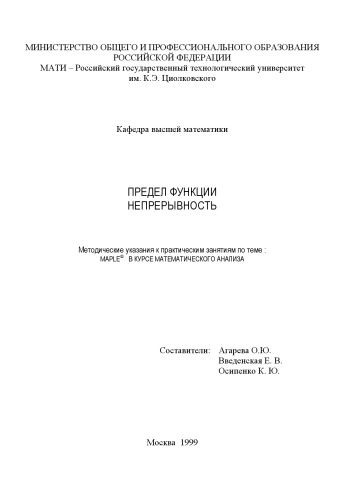 МИНИСТЕРСТВО ОБЩЕГО И ПРОФЕССИОНАЛЬНОГО ОБРАЗОВАНИЯ
РОССИЙСКОЙ ФЕДЕРАЦИИ
МАТИ – Российский государственный технологический университет
им. К.Э. Циолковского
Кафедра высшей математики
ПРЕДЕЛ ФУНКЦИИ
НЕПРЕРЫВНОСТЬ
Методические указания к практическим занятиям по теме :
MAPLE® В КУРСЕ МАТЕМАТИЧЕСКОГО АНАЛИЗА
Составители: Агарева О.Ю.
Введенская Е. В.
Осипенко К. Ю.
Москва 1999